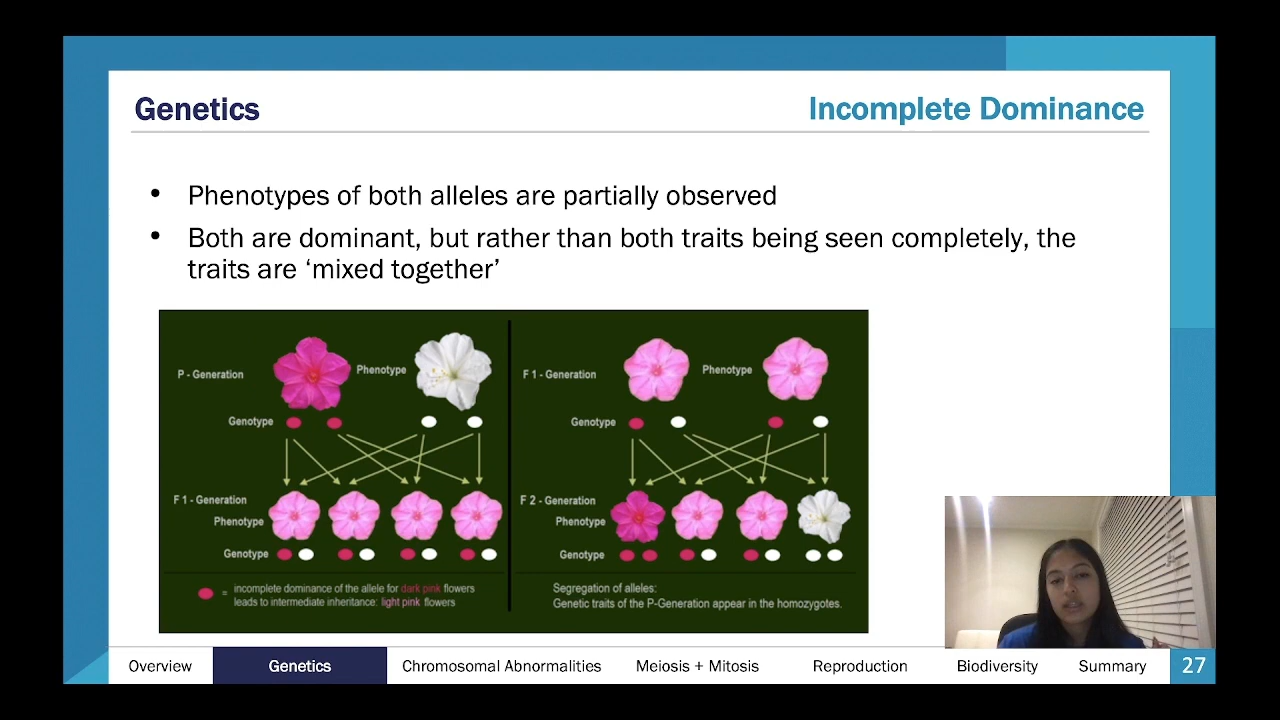 Genetics
Incomplete Dominance
• Phenotypes of both alleles are partially observed
• Both are dominant, but rather than both traits being seen completely, the
traits are ‘mixed together’
P - Generation
Phenotype
Genotype
F 1 - Generation
Phenotype
Genotype
= incomplete dominance of the allele for dark pink flowers
leads to intermediate inheritance: light pink flowers
F 1 - Generation
Phenotype
Genotype
F 2 - Generation
Phenotype
Genotype
Segregation of alleles:
Genetic traits of the P-Generation appear in the homozygotes.
Overview
Genetics
Chromosomal Abnormalities
Meiosis + Mitosis
Reproduction
Biodiversity
Summary
27